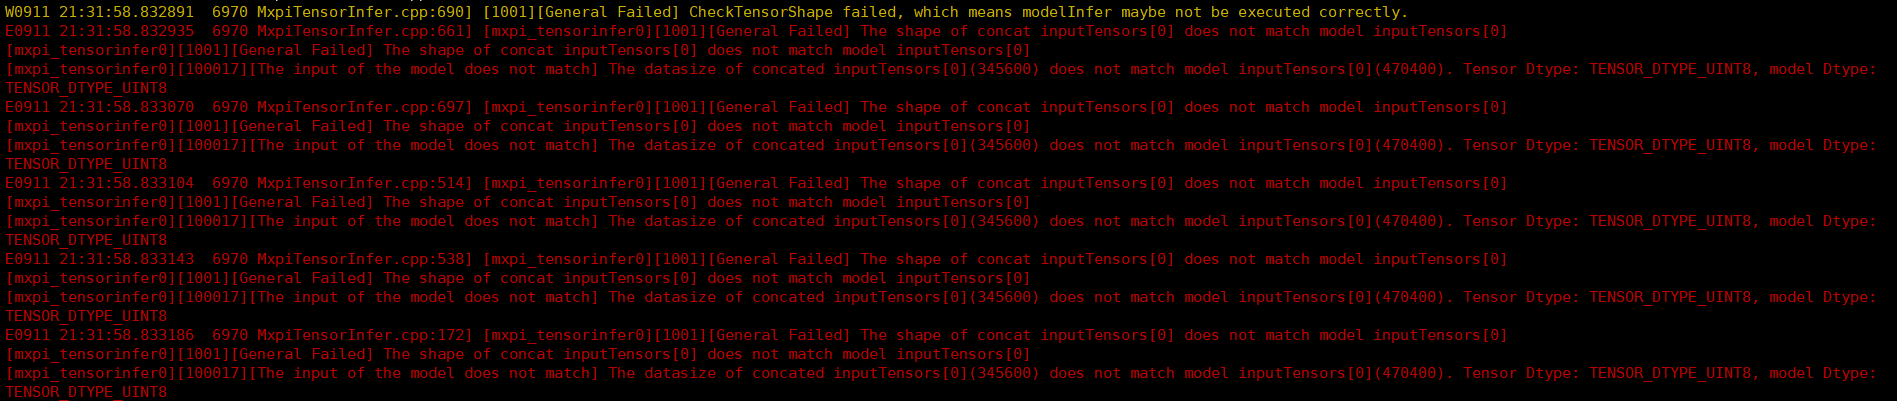 W0911 21:31:58.832891  6970 MxpiTensorInfer.cpp:690] [1001][General Failed] CheckTensorShape failed, which means modelInfer maybe not be executed correctly.
E0911 21:31:58.832935  6970 MxpiTensorInfer.cpp:661] [mxpi_tensorinfer0][1001][General Failed] The shape of concat inputTensors[0] does not match model inputTensors[0]
[mxpi_tensorinfer0][1001][General Failed] The shape of concat inputTensors[0] does not match model inputTensors[0]
[mxpi_tensorinfer0][100017][The input of the model does not match] The datasize of concated inputTensors[0](345600) does not match model inputTensors[0](470400). Tensor Dtype: TENSOR_DTYPE_UINT8, model Dtype:
TENSOR_DTYPE_UINT8
E0911 21:31:58.833070  6970 MxpiTensorInfer.cpp:697] [mxpi_tensorinfer0][1001][General Failed] The shape of concat inputTensors[0] does not match model inputTensors[0]
[mxpi_tensorinfer0][1001][General Failed] The shape of concat inputTensors[0] does not match model inputTensors[0]
[mxpi_tensorinfer0][100017][The input of the model does not match] The datasize of concated inputTensors[0](345600) does not match model inputTensors[0](470400). Tensor Dtype: TENSOR_DTYPE_UINT8, model Dtype:
TENSOR_DTYPE_UINT8
E0911 21:31:58.833104  6970 MxpiTensorInfer.cpp:514] [mxpi_tensorinfer0][1001][General Failed] The shape of concat inputTensors[0] does not match model inputTensors[0]
[mxpi_tensorinfer0][1001][General Failed] The shape of concat inputTensors[0] does not match model inputTensors[0]
[mxpi_tensorinfer0][100017][The input of the model does not match] The datasize of concated inputTensors[0](345600) does not match model inputTensors[0](470400). Tensor Dtype: TENSOR_DTYPE_UINT8, model Dtype:
TENSOR_DTYPE_UINT8
E0911 21:31:58.833143  6970 MxpiTensorInfer.cpp:538] [mxpi_tensorinfer0][1001][General Failed] The shape of concat inputTensors[0] does not match model inputTensors[0]
[mxpi_tensorinfer0][1001][General Failed] The shape of concat inputTensors[0] does not match model inputTensors[0]
[mxpi_tensorinfer0][100017][The input of the model does not match] The datasize of concated inputTensors[0](345600) does not match model inputTensors[0](470400). Tensor Dtype: TENSOR_DTYPE_UINT8, model Dtype:
TENSOR_DTYPE_UINT8
E0911 21:31:58.833186  6970 MxpiTensorInfer.cpp:172] [mxpi_tensorinfer0][1001][General Failed] The shape of concat inputTensors[0] does not match model inputTensors[0]
[mxpi_tensorinfer0][1001][General Failed] The shape of concat inputTensors[0] does not match model inputTensors[0]
[mxpi_tensorinfer0][100017][The input of the model does not match] The datasize of concated inputTensors[0](345600) does not match model inputTensors[0](470400). Tensor Dtype: TENSOR_DTYPE_UINT8, model Dtype:
TENSOR_DTYPE_UINT8